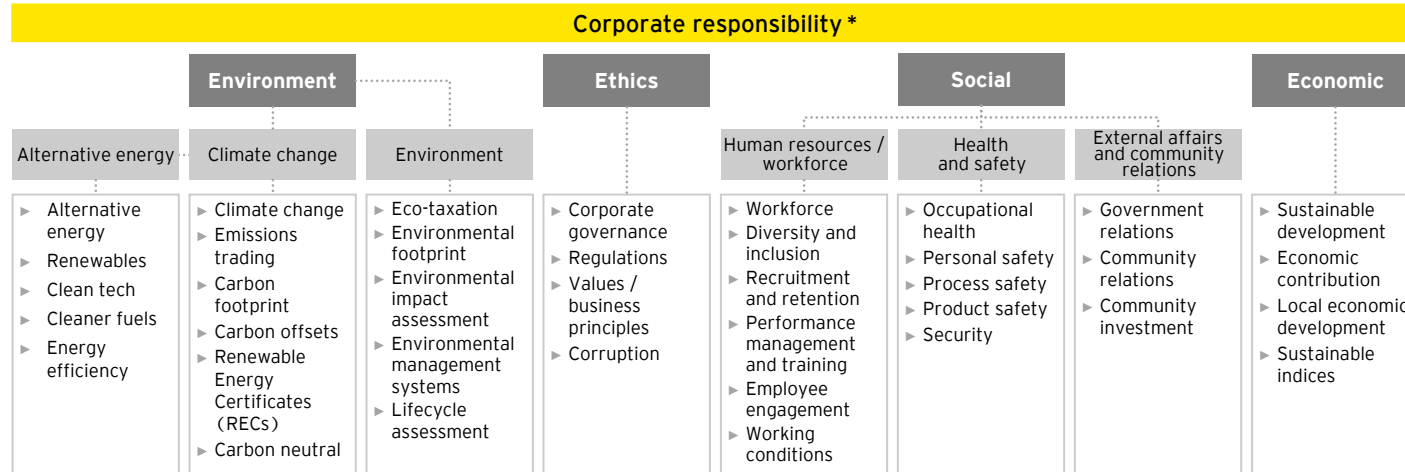 Corporate responsibility *
Environment
Ethics
Social
Economic
Alternative energy
Climate change
Environment
Human resources /
workforce
Health
and safety
External affairs
and community
relations
► Alternative
energy
► Renewables
► Clean tech
► Cleaner fuels
► Energy
efficiency
► Climate change
► Emissions
trading
► Carbon
footprint
► Carbon offsets
► Renewable
Energy
Certificates
(RECs)
► Carbon neutral
► Eco-taxation
► Environmental
footprint
► Environmental
impact
assessment
► Environmental
management
systems
► Lifecycle
assessment
► Corporate
governance
► Regulations
► Values /
business
principles
► Corruption
► Workforce
► Diversity and
inclusion
► Recruitment
and retention
► Performance
management
and training
► Employee
engagement
► Working
conditions
► Occupational
health
► Personal safety
► Process safety
► Product safety
► Security
► Government
relations
► Community
relations
► Community
investment
► Sustainable
development
► Economic
contribution
► Local economic
development
► Sustainable
indices